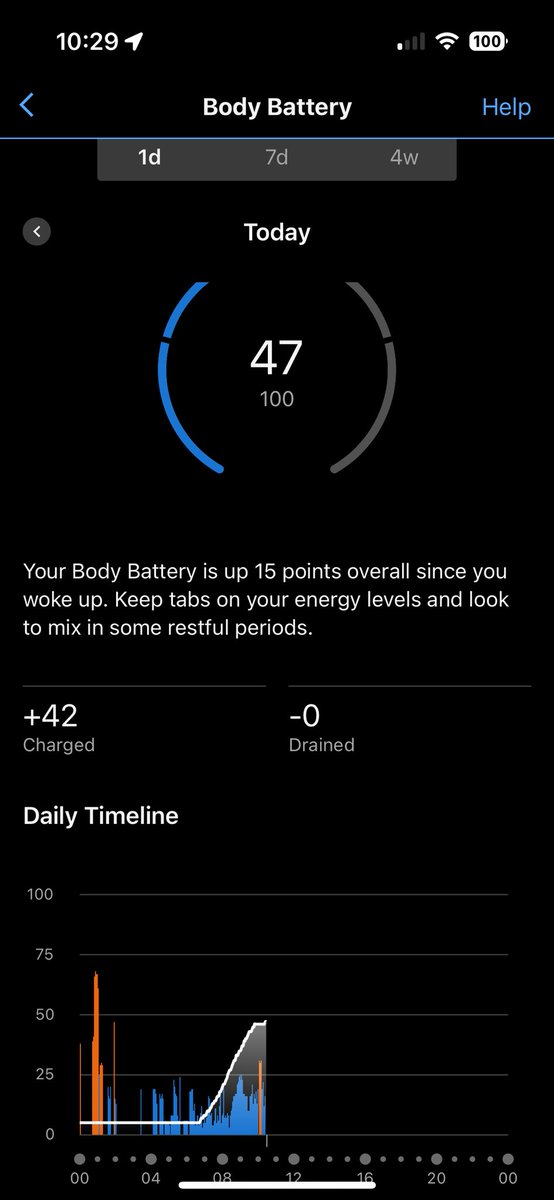 10:29
100
Body Battery
Help
1d 7d 4w
Today
47
100
Your Body Battery is up 15 points overall since you
woke up. Keep tabs on your energy levels and look
to mix in some restful periods.
+42
Charged
-0
Drained
Daily Timeline
100
75
50
25
0
00 04 08 12 16 20 00